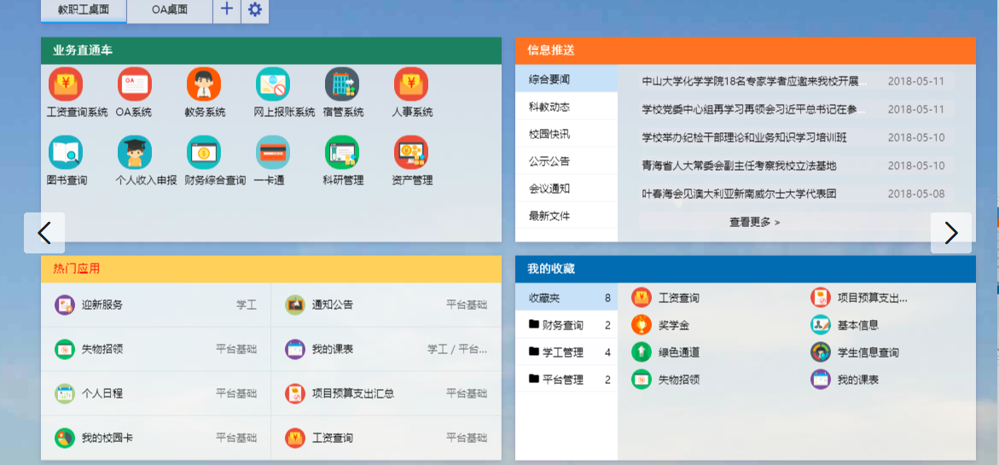 教职工桌面 OA桌面
业务直通车
工资查询系统 OA系统 教务系统 网上报账系统 宿管系统 人事系统
图书查询 个人收入申报 财务综合查询 一卡通 科研管理 资产管理
信息推送
综合要闻
科教动态
校园快讯
公示公告
会议通知
最新文件
中山大学化学学院18名专家学者应邀来我校开展... 2018-05-11
学校党委中心组再学习再领会习近平总书记在参... 2018-05-11
学校举办纪检干部理论和业务知识学习培训班 2018-05-10
青海省人大常委会副主任考察我校立法基地 2018-05-10
叶春海会见澳大利亚新南威尔士大学代表团 2018-05-08
查看更多 >
热门应用
迎新服务 学工 通知公告 平台基础
失物招领 平台基础 我的课表 学工 / 平台...
个人日程 平台基础 项目预算支出汇总 平台基础
我的校园卡 平台基础 工资查询 平台基础
我的收藏
收藏夹 8
财务查询 2
学工管理 4
平台管理 2
工资查询 项目预算支出...
奖学金 基本信息
绿色通道 学生信息查询
失物招领 我的课表